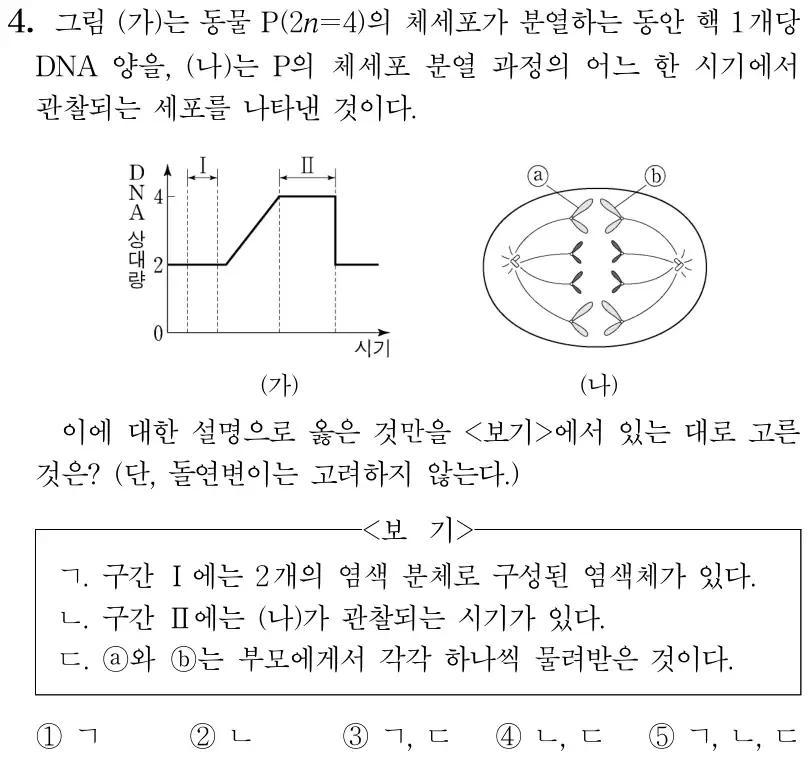 4. 그림 (가)는 동물 P(2n=4)의 체세포가 분열하는 동안 핵 1개당
DNA 양을, (나)는 P의 체세포 분열 과정의 어느 한 시기에서
관찰되는 세포를 나타낸 것이다.
DNA 상대량
4
2
0
Ⅰ
Ⅱ
시기
(가)
ⓐ
ⓑ
(나)
이에 대한 설명으로 옳은 것만을 <보기>에서 있는 대로 고른
것은? (단, 돌연변이는 고려하지 않는다.)
<보 기>
ㄱ. 구간 Ⅰ에는 2개의 염색 분체로 구성된 염색체가 있다.
ㄴ. 구간 Ⅱ에는 (나)가 관찰되는 시기가 있다.
ㄷ. ⓐ와 ⓑ는 부모에게서 각각 하나씩 물려받은 것이다.
① ㄱ ② ㄴ ③ ㄱ, ㄷ ④ ㄴ, ㄷ ⑤ ㄱ, ㄴ, ㄷ